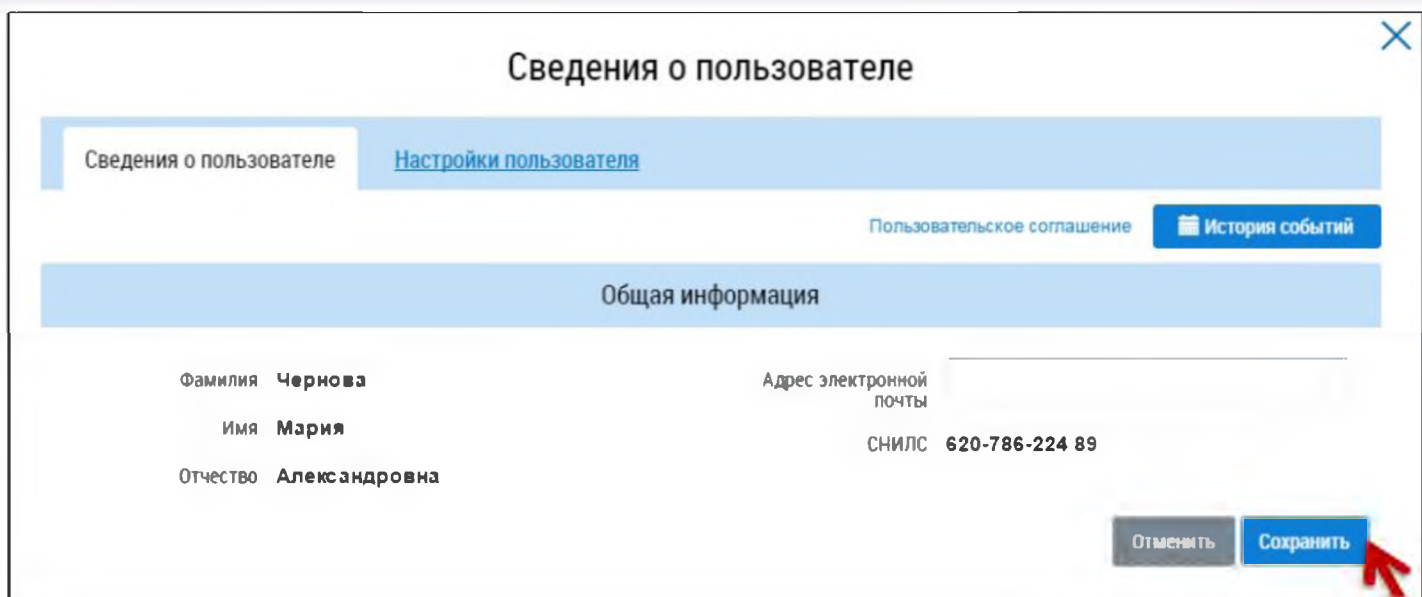 Сведения о пользователе
Сведения о пользователе Настройки пользователя
Пользовательское соглашение История событий
Общая информация
Фамилия Чернова
Имя Мария
Отчество Александровна
Адрес электронной
почты
СНИЛС 620-786-224 89
Отменить Сохранить